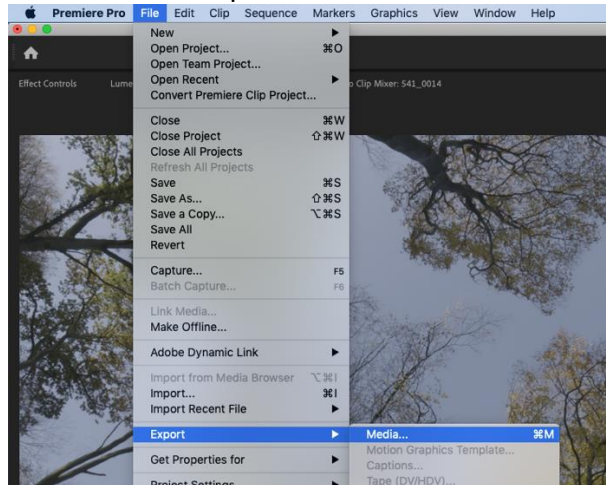 Premiere Pro File Edit Clip Sequence Markers Graphics View Window Help
New
Open Project... ⌘O
Open Team Project...
Open Recent
Convert Premiere Clip Project...
Effect Controls Lume
o Clip Mixer: S41_0014
Close ⌘W
Close Project ⇧⌘W
Close All Projects
Refresh All Projects
Save ⌘S
Save As... ⇧⌘S
Save a Copy... ⌥⌘S
Save All
Revert
Capture... F5
Batch Capture... F6
Link Media...
Make Offline...
Adobe Dynamic Link
Import from Media Browser ⌥⌘I
Import... ⌘I
Import Recent File
Export
Media... ⌘M
Motion Graphics Template...
Captions...
Tape (DV/HDV)...
Get Properties for
Project Settings